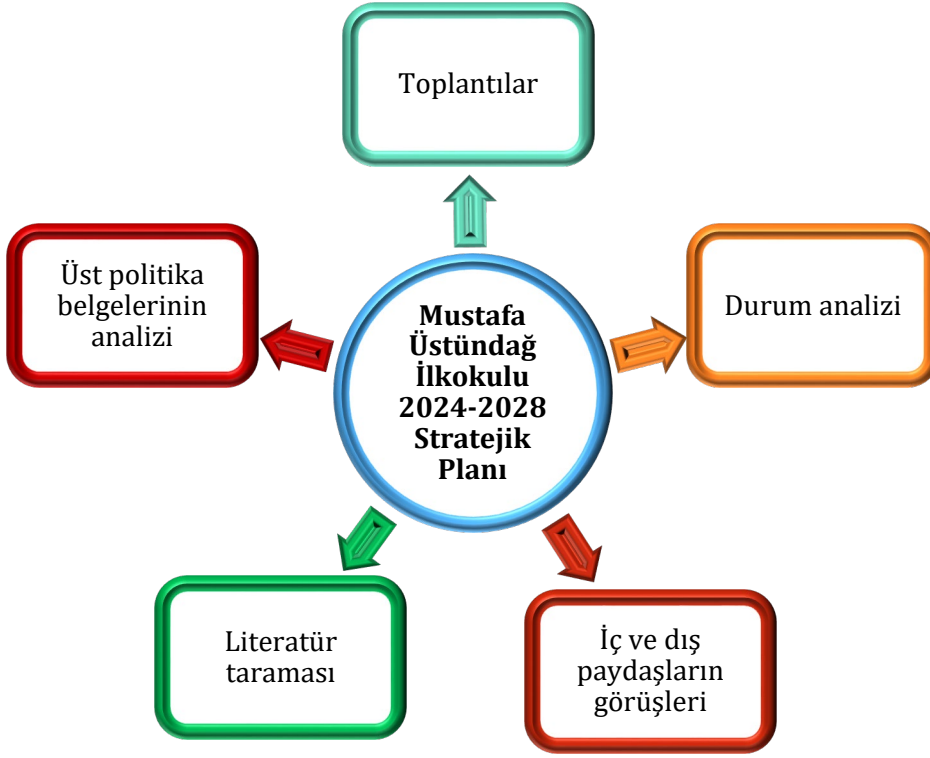 Toplantılar
Üst politika
belgelerinin
analizi
Durum analizi
Mustafa
Üstündağ
İlkokulu
2024-2028
Stratejik
Planı
Literatür
taraması
İç ve dış
paydaşların
görüşleri